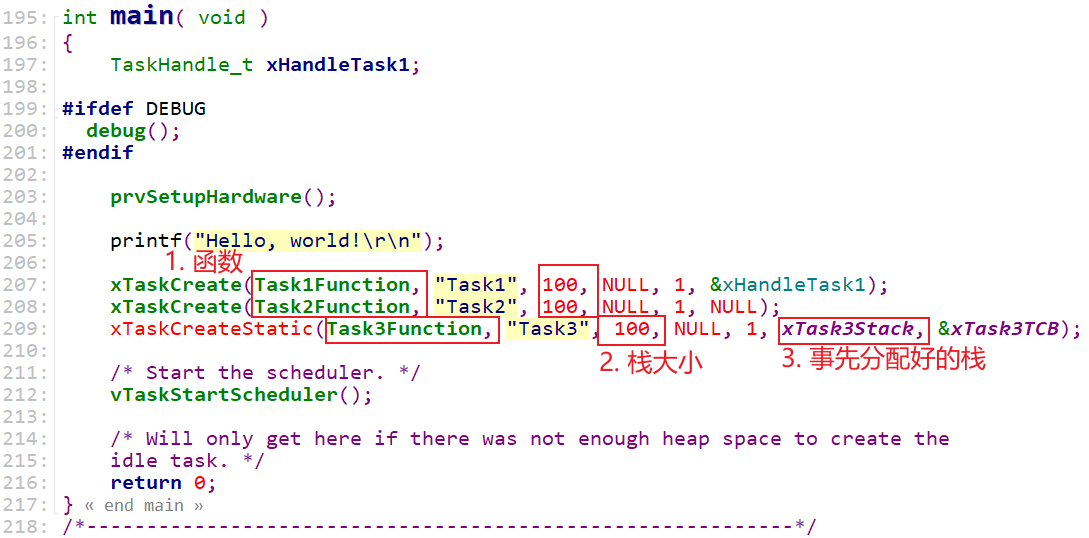 195: int main( void )
196: {
197:     TaskHandle_t xHandleTask1;
198:
199: #ifdef DEBUG
200:   debug();
201: #endif
202:
203:     prvSetupHardware();
204:
205:     printf("Hello, world!\r\n");
206:
1. 函数
207:     xTaskCreate(Task1Function, "Task1", 100, NULL, 1, &xHandleTask1);
208:     xTaskCreate(Task2Function, "Task2", 100, NULL, 1, NULL);
209:     xTaskCreateStatic(Task3Function, "Task3", 100, NULL, 1, xTask3Stack, &xTask3TCB);
210:
2. 栈大小
3. 事先分配好的栈
211:     /* Start the scheduler. */
212:     vTaskStartScheduler();
213:
214:     /* Will only get here if there was not enough heap space to create the
215:     idle task. */
216:     return 0;
217: } « end main »
218: /*-----------------------------------------------------------*/